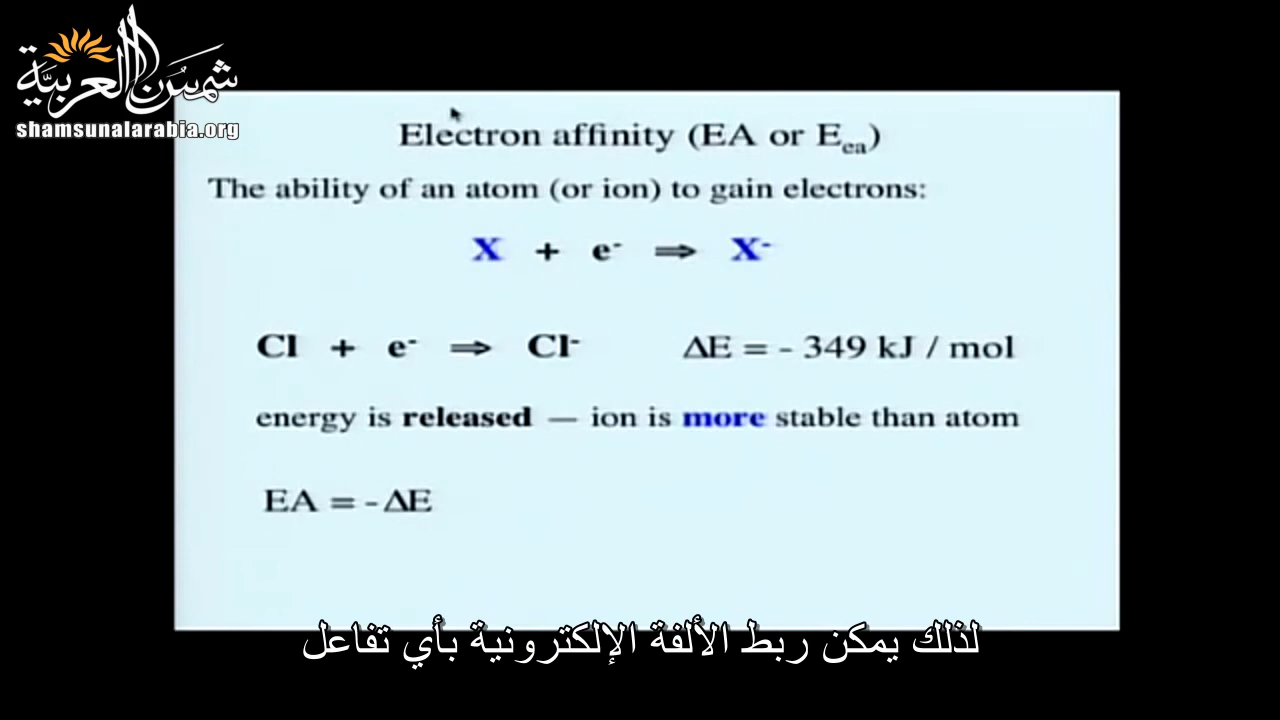 شمس العربية
shamsunalarabia.org
Electron affinity (EA or Eea)
The ability of an atom (or ion) to gain electrons:
X + e- ⇒ X-
Cl + e- ⇒ Cl- ΔE = - 349 kJ / mol
energy is released — ion is more stable than atom
EA = -ΔE
لذلك يمكن ربط الألفة الإلكترونية بأي تفاعل